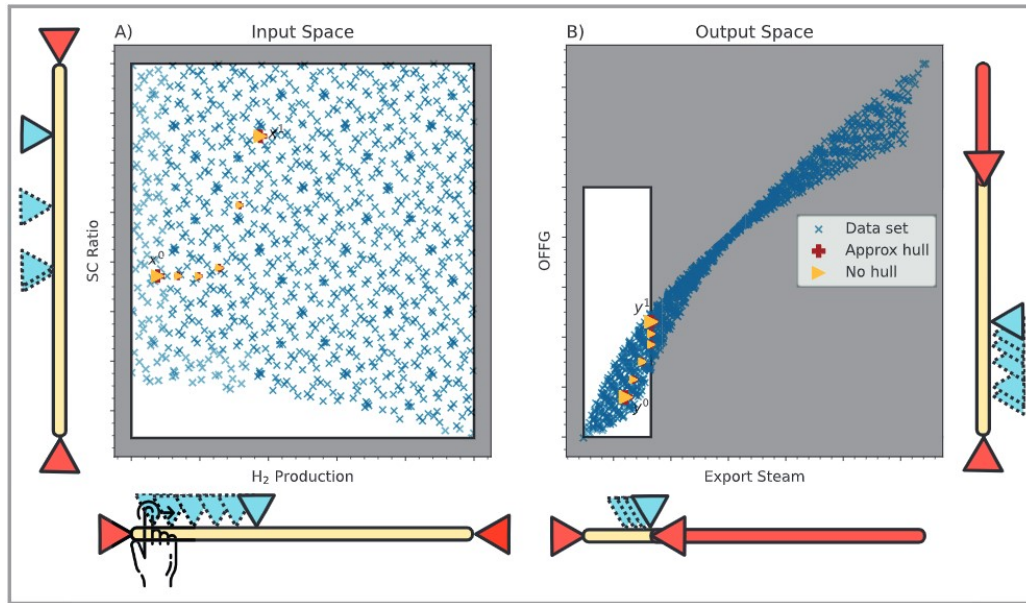 A)
Input Space
x¹
x⁰
SC Ratio
H₂ Production
B)
Output Space
Data set
Approx hull
No hull
y¹
y⁰
OFFG
Export Steam